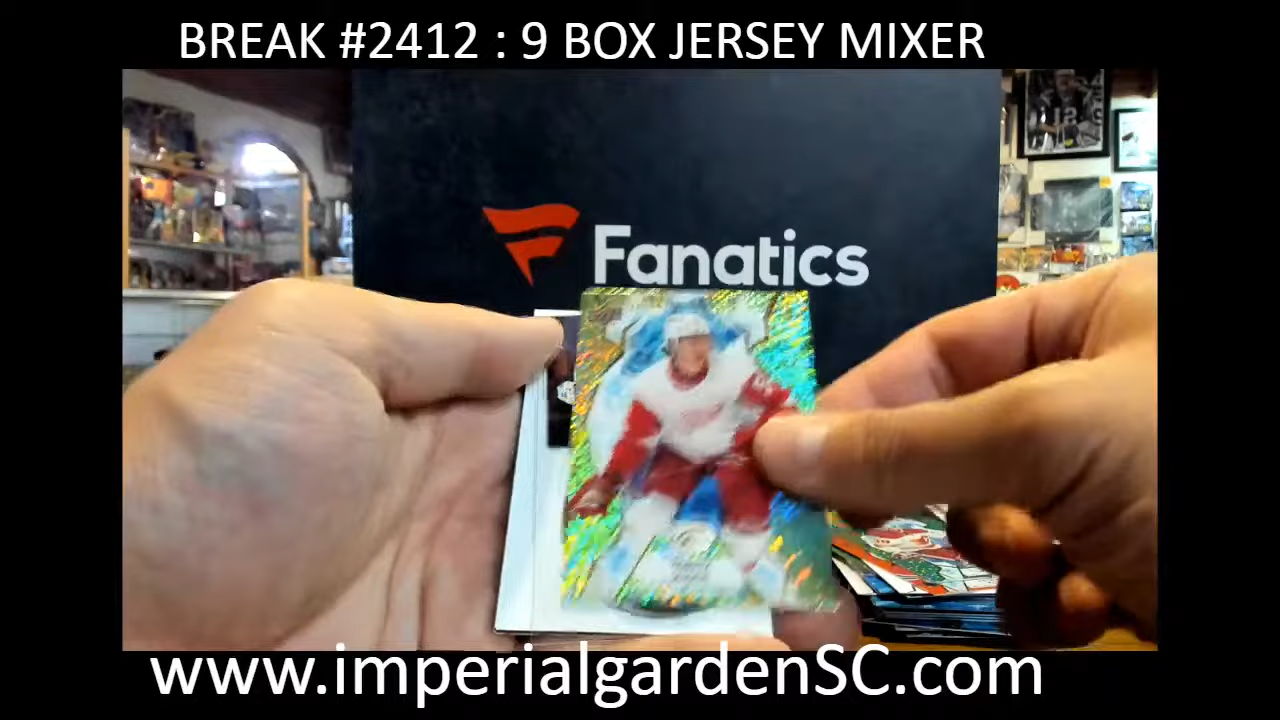 BREAK #2412 : 9 BOX JERSEY MIXER
Fanatics
www.imperialgardenSC.com